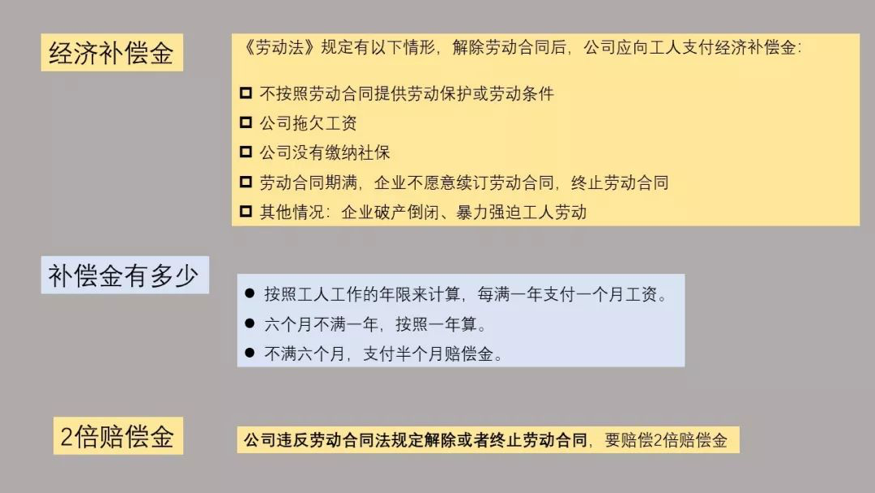 经济补偿金
《劳动法》规定有以下情形，解除劳动合同后，公司应向工人支付经济补偿金：
不按照劳动合同提供劳动保护或劳动条件
公司拖欠工资
公司没有缴纳社保
劳动合同期满，企业不愿意续订劳动合同，终止劳动合同
其他情况：企业破产倒闭、暴力强迫工人劳动
补偿金有多少
按照工人工作的年限来计算，每满一年支付一个月工资。
六个月不满一年，按照一年算。
不满六个月，支付半个月赔偿金。
2倍赔偿金
公司违反劳动合同法规定解除或者终止劳动合同，要赔偿2倍赔偿金